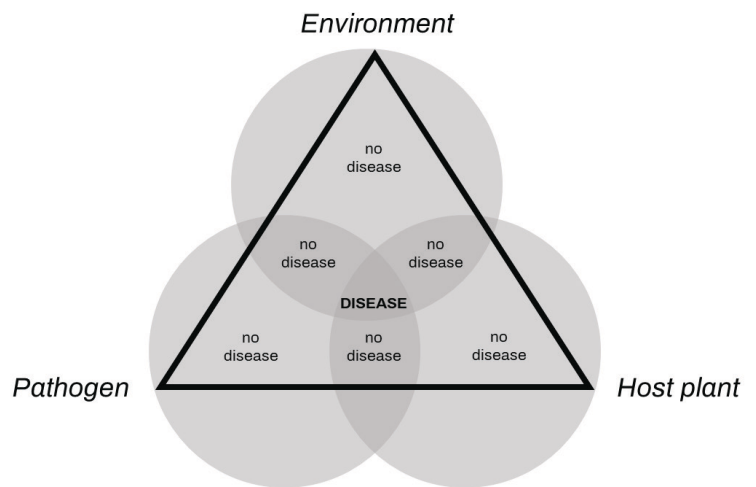 Environment
no
disease
no
disease
no
disease
DISEASE
no
disease
no
disease
no
disease
Pathogen
Host plant